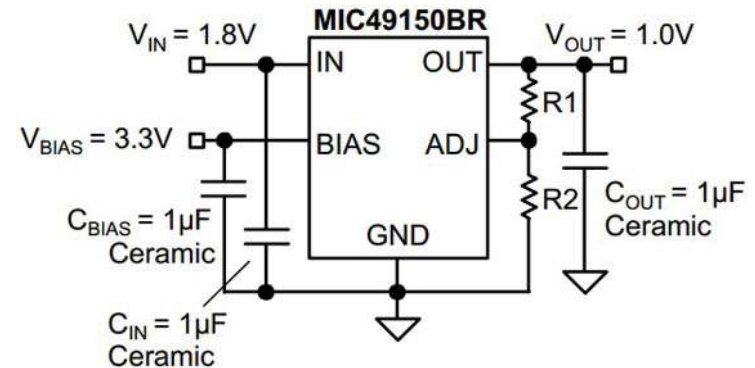 MIC49150BR
V_IN = 1.8V
V_OUT = 1.0V
IN
OUT
R1
V_BIAS = 3.3V
BIAS
ADJ
R2
C_BIAS = 1µF
Ceramic
C_OUT = 1µF
Ceramic
GND
C_IN = 1µF
Ceramic